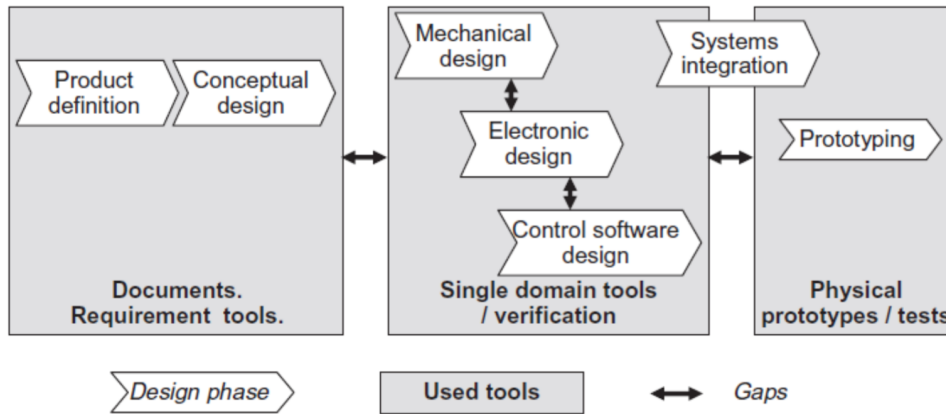 Product
definition
Conceptual
design
Documents.
Requirement tools.
Mechanical
design
Electronic
design
Control software
design
Single domain tools
/ verification
Systems
integration
Prototyping
Physical
prototypes / tests
Design phase
Used tools
Gaps